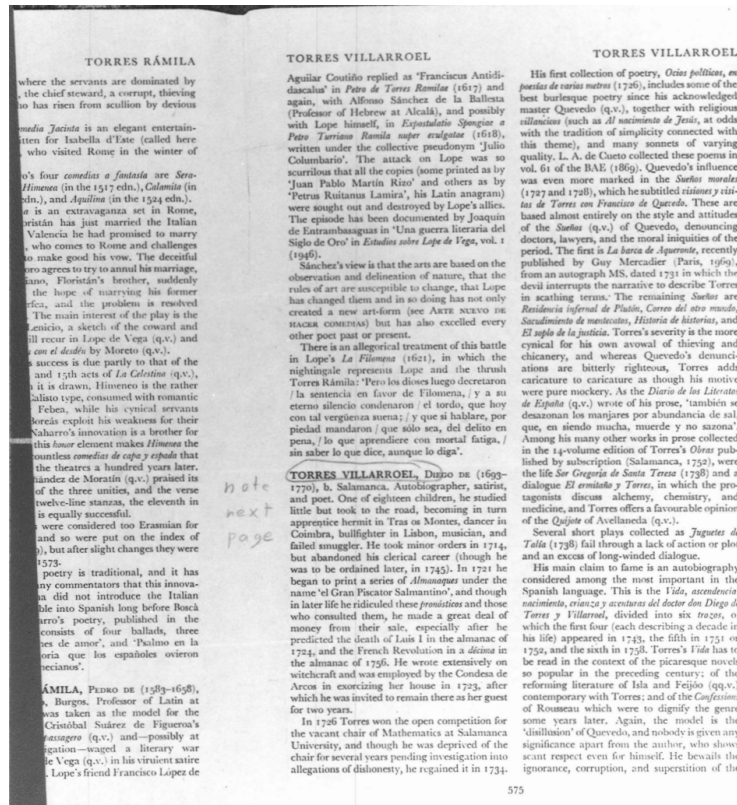 TORRES RÁMILA
where the servants are dominated by
, the chief steward, a corrupt, thieving
ho has risen from scullion by devious
media Jacinta is an elegant entertain-
itten for Isabella d'Este (called here
who visited Rome in the winter of
o's four comedias a fantasía are Sera-
Himenea (in the 1517 edn.), Calamita (in
edn.), and Aquilina (in the 1524 edn.).
a is an extravaganza set in Rome,
oristán has just married the Italian
Valencia he had promised to marry
, who comes to Rome and challenges
to make good his vow. The deceitful
oro agrees to try to annul his marriage,
iano, Floristán's brother, suddenly
the hope of marrying his former
rfea, and the problem is resolved
. The main interest of the play is the
Lenicio, a sketch of the coward and
ill recur in Lope de Vega (q.v.) and
s con el desdén by Moreto (q.v.).
s success is due partly to that of the
and 15th acts of La Celestina (q.v.),
h it is drawn. Himeneo is the rather
Calisto type, consumed with romantic
Febea, while his cynical servants
Boreas exploit his weakness for their
Naharro's innovation is a brother for
this honor element makes Himenea the
countless comedias de capa y espada that
the theatres a hundred years later.
nández de Moratín (q.v.) praised its
of the three unities, and the verse
twelve-line stanzas, the eleventh in
is equally successful.
were considered too Erasmian for
and so were put on the index of
), but after slight changes they were
1573.
poetry is traditional, and it has
any commentators that this innova-
a did not introduce the Italian
ble into Spanish long before Boscà
arro's poetry, published in the
consists of four ballads, three
nes de amor', and 'Psalmo en la
oria que los españoles ovieron
necianos'.
ÁMILA, PEDRO DE (1583–1658),
, Burgos. Professor of Latin at
was taken as the model for the
Cristóbal Suárez de Figueroa's
passagero (q.v.) and—possibly at
igation—waged a literary war
de Vega (q.v.) in his virulent satire
. Lope's friend Francisco López de
note
next
page
TORRES VILLARROEL
Aguilar Coutiño replied as 'Franciscus Antidi-
dascalus' in Petro de Torres Ramilae (1617) and
again, with Alfonso Sánchez de la Ballesta
(Professor of Hebrew at Alcalá), and possibly
with Lope himself, in Expostulatio Spongiae a
Petro Turriano Ramila nuper evulgatae (1618),
written under the collective pseudonym 'Julio
Columbario'. The attack on Lope was so
scurrilous that all the copies (some printed as by
'Juan Pablo Martín Rizo' and others as by
'Petrus Ruitanus Lamira', his Latin anagram)
were sought out and destroyed by Lope's allies.
The episode has been documented by Joaquín
de Entrambasaguas in 'Una guerra literaria del
Siglo de Oro' in Estudios sobre Lope de Vega, vol. 1
(1946).
Sánchez's view is that the arts are based on the
observation and delineation of nature, that the
rules of art are susceptible to change, that Lope
has changed them and in so doing has not only
created a new art-form (see ARTE NUEVO DE
HACER COMEDIAS) but has also excelled every
other poet past or present.
There is an allegorical treatment of this battle
in Lope's La Filomena (1621), in which the
nightingale represents Lope and the thrush
Torres Rámila: 'Pero los dioses luego decretaron
/ la sentencia en favor de Filomena, / y a su
eterno silencio condenaron / el tordo, que hoy
con tal vergüenza suena; / y que si hablare, por
piedad mandaron / que sólo sea, del delito en
pena, / lo que aprendiere con mortal fatiga, /
sin saber lo que dice, aunque lo diga'.
TORRES VILLARROEL, DIEGO DE (1693–
1770), b. Salamanca. Autobiographer, satirist,
and poet. One of eighteen children, he studied
little but took to the road, becoming in turn
apprentice hermit in Tras os Montes, dancer in
Coimbra, bullfighter in Lisbon, musician, and
failed smuggler. He took minor orders in 1714,
but abandoned his clerical career (though he
was to be ordained later, in 1745). In 1721 he
began to print a series of Almanaques under the
name 'el Gran Piscator Salmantino', and though
in later life he ridiculed these pronósticos and those
who consulted them, he made a great deal of
money from their sale, especially after he
predicted the death of Luis I in the almanac of
1724, and the French Revolution in a décima in
the almanac of 1756. He wrote extensively on
witchcraft and was employed by the Condesa de
Arcos in exorcizing her house in 1723, after
which he was invited to remain there as her guest
for two years.
In 1726 Torres won the open competition for
the vacant chair of Mathematics at Salamanca
University, and though he was deprived of the
chair for several years pending investigation into
allegations of dishonesty, he regained it in 1734.
TORRES VILLARROEL
His first collection of poetry, Ocios políticos, en
poesías de varios metros (1726), includes some of the
best burlesque poetry since his acknowledged
master Quevedo (q.v.), together with religious
villancicos (such as Al nacimiento de Jesús, at odds
with the tradition of simplicity connected with
this theme), and many sonnets of varying
quality. L. A. de Cueto collected these poems in
vol. 61 of the BAE (1869). Quevedo's influence
was even more marked in the Sueños morales
(1727 and 1728), which he subtitled visiones y visi-
tas de Torres con Francisco de Quevedo. These are
based almost entirely on the style and attitudes
of the Sueños (q.v.) of Quevedo, denouncing
doctors, lawyers, and the moral iniquities of the
period. The first is La barca de Aqueronte, recently
published by Guy Mercadier (Paris, 1969),
from an autograph MS. dated 1731 in which the
devil interrupts the narrative to describe Torres
in scathing terms. The remaining Sueños are
Residencia infernal de Plutón, Correo del otro mundo,
Sacudimiento de mentecatos, Historia de historias, and
El soplo de la justicia. Torres's severity is the more
cynical for his own avowal of thieving and
chicanery, and whereas Quevedo's denunci-
ations are bitterly righteous, Torres adds
caricature to caricature as though his motive
were pure mockery. As the Diario de los Literatos
de España (q.v.) wrote of his prose, 'también se
desazonan los manjares por abundancia de sal,
que, en siendo mucha, muerde y no sazona'.
Among his many other works in prose collected
in the 14-volume edition of Torres's Obras pub-
lished by subscription (Salamanca, 1752), were
the life Sor Gregoria de Santa Teresa (1738) and a
dialogue El ermitaño y Torres, in which the pro-
tagonists discuss alchemy, chemistry, and
medicine, and Torres offers a favourable opinion
of the Quijote of Avellaneda (q.v.).
Several short plays collected as Juguetes de
Talía (1738) fail through a lack of action or plot
and an excess of long-winded dialogue.
His main claim to fame is an autobiography
considered among the most important in the
Spanish language. This is the Vida, ascendencia,
nacimiento, crianza y aventuras del doctor don Diego de
Torres y Villarroel, divided into six trozos, of
which the first four (each describing a decade in
his life) appeared in 1743, the fifth in 1751 or
1752, and the sixth in 1758. Torres's Vida has to
be read in the context of the picaresque novels
so popular in the preceding century; of the
reforming literature of Isla and Feijóo (qq.v.)
contemporary with Torres; and of the Confessions
of Rousseau which were to dignify the genre
some years later. Again, the model is the
'disillusion' of Quevedo, and nobody is given any
significance apart from the author, who shows
scant respect even for himself. He bewails the
ignorance, corruption, and superstition of the
575